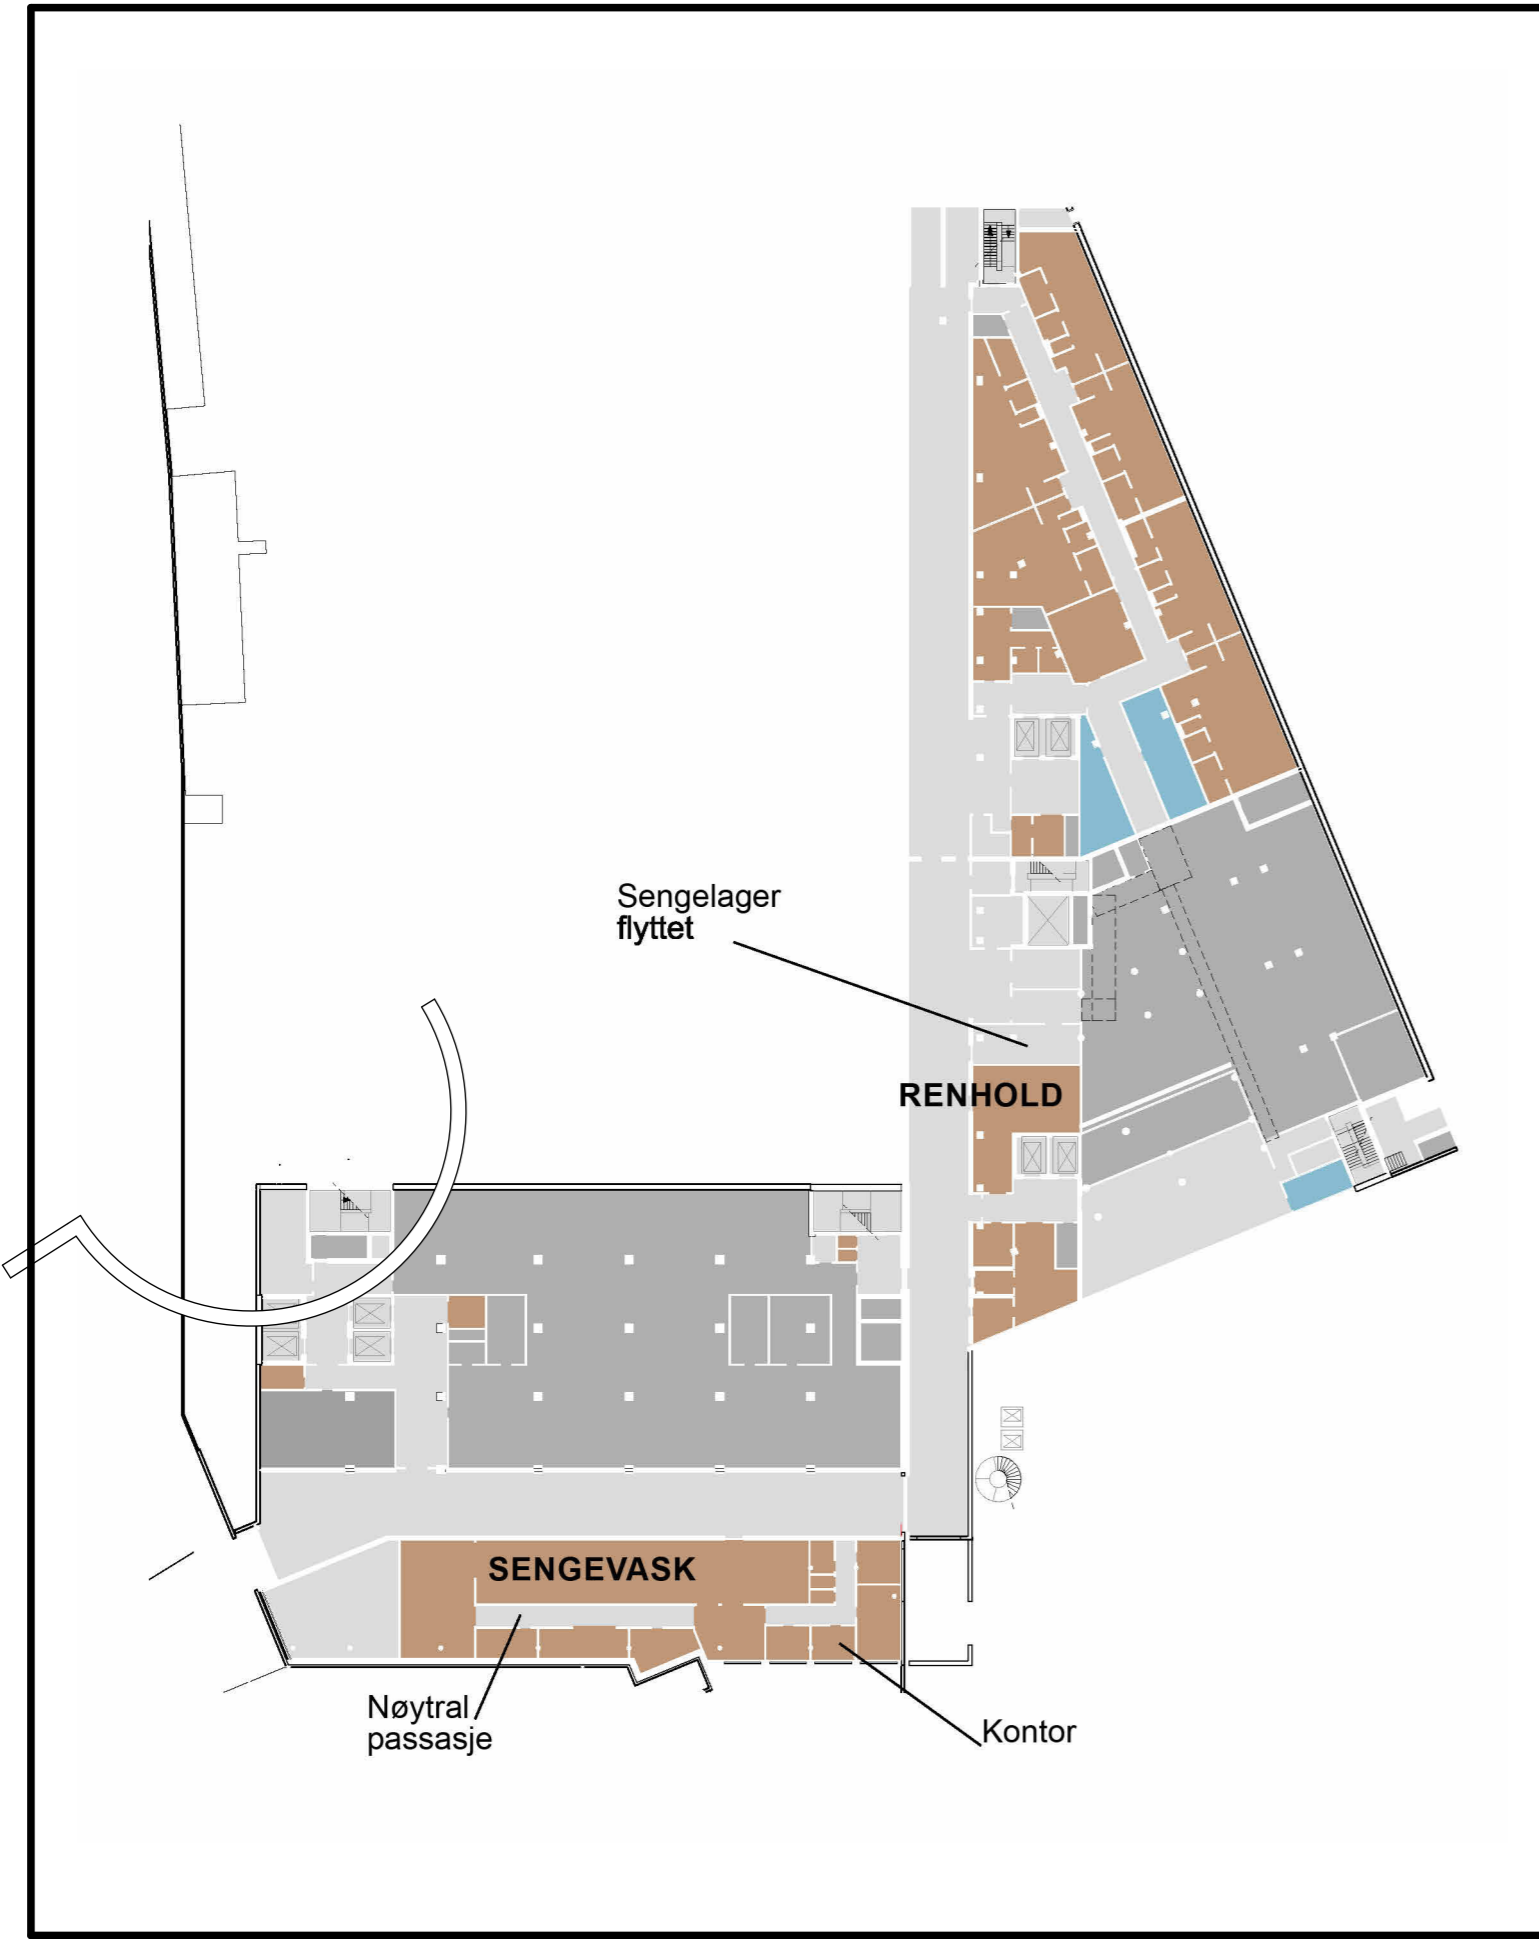 Sengelager
flyttet
RENHOLD
SENGEVASK
Nøytral
passasje
Kontor